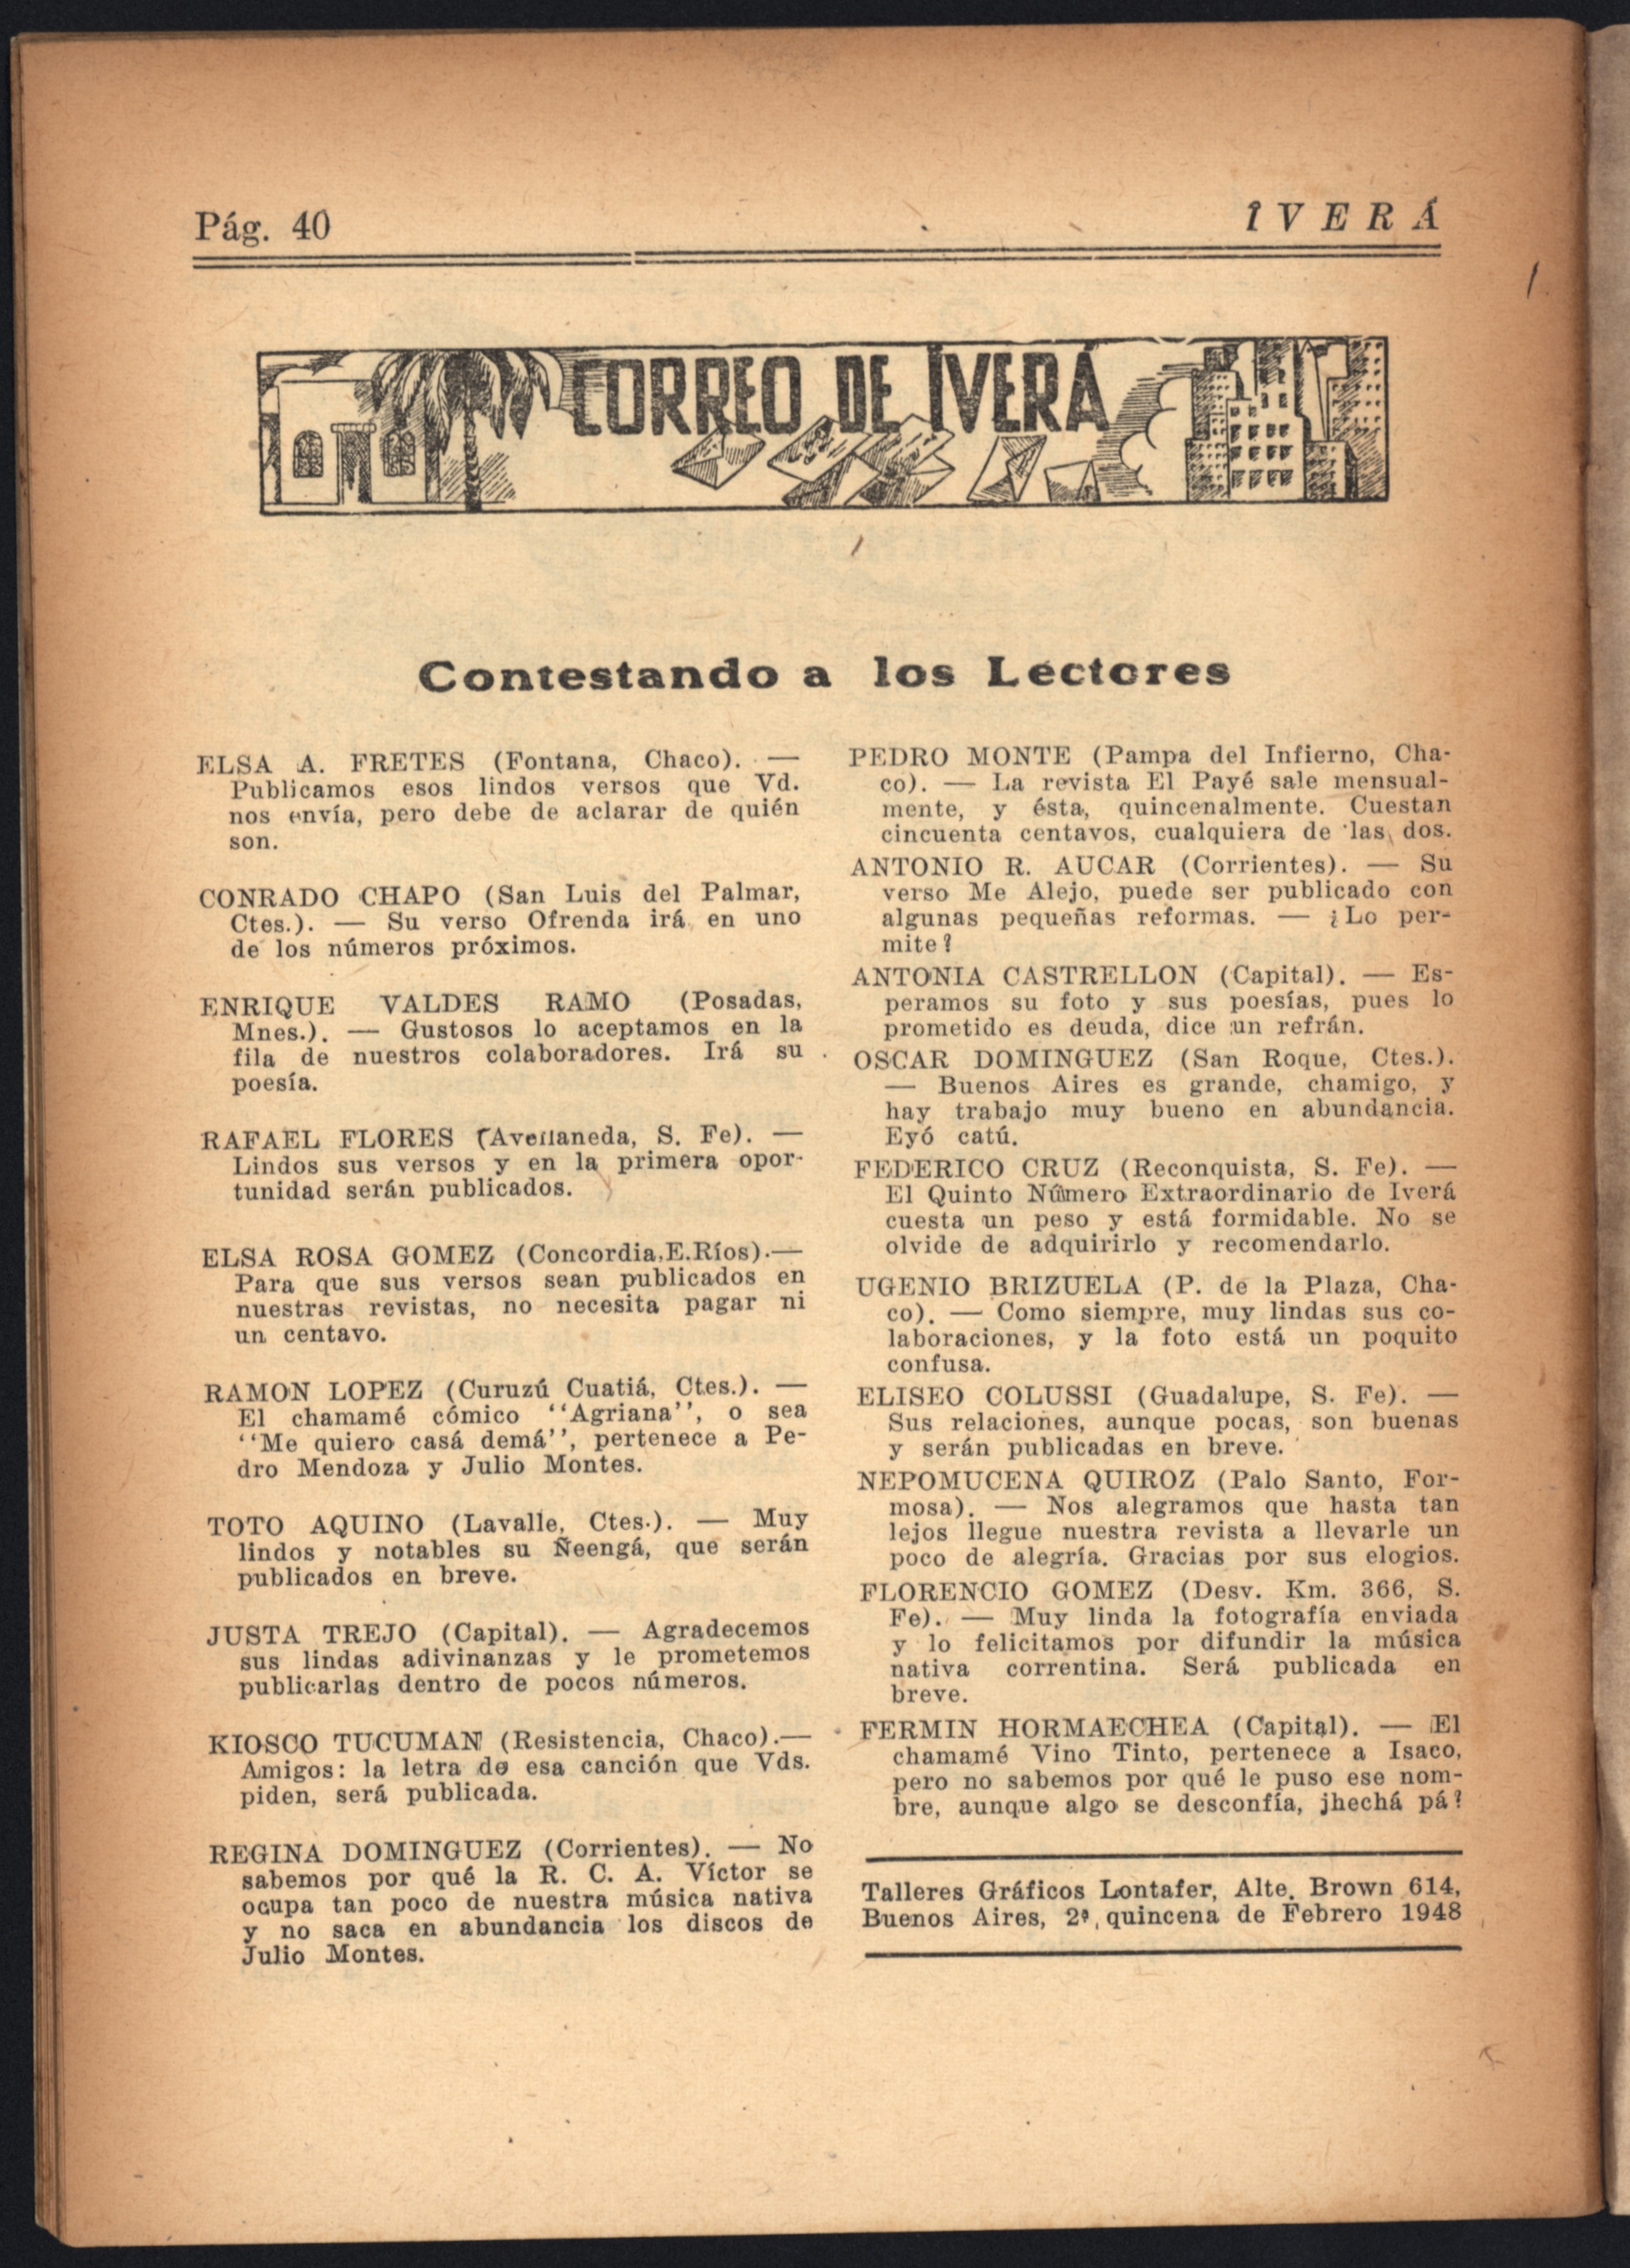 Pág. 40
IVERÁ
CORREO DE IVERÁ
Contestando a los Lectores
ELSA A. FRETES (Fontana, Chaco). —
Publicamos esos lindos versos que Vd.
nos envía, pero debe de aclarar de quién
son.
CONRADO CHAPO (San Luis del Palmar,
Ctes.). — Su verso Ofrenda irá en uno
de los números próximos.
ENRIQUE VALDES RAMO (Posadas,
Mnes.). — Gustosos lo aceptamos en la
fila de nuestros colaboradores. Irá su
poesía.
RAFAEL FLORES (Avellaneda, S. Fe). —
Lindos sus versos y en la primera opor-
tunidad serán publicados.
ELSA ROSA GOMEZ (Concordia,E.Ríos).—
Para que sus versos sean publicados en
nuestras revistas, no necesita pagar ni
un centavo.
RAMON LOPEZ (Curuzú Cuatiá, Ctes.). —
El chamamé cómico "Agriana", o sea
"Me quiero casá demá", pertenece a Pe-
dro Mendoza y Julio Montes.
TOTO AQUINO (Lavalle, Ctes.). — Muy
lindos y notables su Ñeengá, que serán
publicados en breve.
JUSTA TREJO (Capital). — Agradecemos
sus lindas adivinanzas y le prometemos
publicarlas dentro de pocos números.
KIOSCO TUCUMAN (Resistencia, Chaco).—
Amigos: la letra de esa canción que Vds.
piden, será publicada.
REGINA DOMINGUEZ (Corrientes). — No
sabemos por qué la R. C. A. Víctor se
ocupa tan poco de nuestra música nativa
y no saca en abundancia los discos de
Julio Montes.
PEDRO MONTE (Pampa del Infierno, Cha-
co). — La revista El Payé sale mensual-
mente, y ésta, quincenalmente. Cuestan
cincuenta centavos, cualquiera de las dos.
ANTONIO R. AUCAR (Corrientes). — Su
verso Me Alejo, puede ser publicado con
algunas pequeñas reformas. — ¿Lo per-
mite?
ANTONIA CASTRELLON (Capital). — Es-
peramos su foto y sus poesías, pues lo
prometido es deuda, dice un refrán.
OSCAR DOMINGUEZ (San Roque, Ctes.).
— Buenos Aires es grande, chamigo, y
hay trabajo muy bueno en abundancia.
Eyó catú.
FEDERICO CRUZ (Reconquista, S. Fe). —
El Quinto Número Extraordinario de Iverá
cuesta un peso y está formidable. No se
olvide de adquirirlo y recomendarlo.
UGENIO BRIZUELA (P. de la Plaza, Cha-
co). — Como siempre, muy lindas sus co-
laboraciones, y la foto está un poquito
confusa.
ELISEO COLUSSI (Guadalupe, S. Fe). —
Sus relaciones, aunque pocas, son buenas
y serán publicadas en breve.
NEPOMUCENA QUIROZ (Palo Santo, For-
mosa). — Nos alegramos que hasta tan
lejos llegue nuestra revista a llevarle un
poco de alegría. Gracias por sus elogios.
FLORENCIO GOMEZ (Desv. Km. 366, S.
Fe). — Muy linda la fotografía enviada
y lo felicitamos por difundir la música
nativa correntina. Será publicada en
breve.
FERMIN HORMAECHEA (Capital). — El
chamamé Vino Tinto, pertenece a Isaco,
pero no sabemos por qué le puso ese nom-
bre, aunque algo se desconfía, jhechá pá?
Talleres Gráficos Lontafer, Alte. Brown 614,
Buenos Aires, 2ª quincena de Febrero 1948